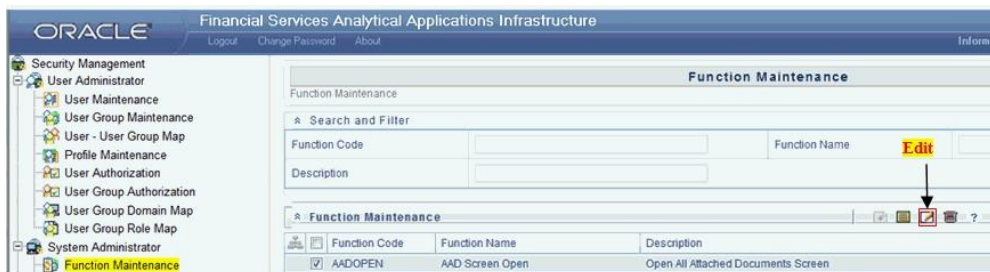 ORACLE
Financial Services Analytical Applications Infrastructure
Logout Change Password About
Security Management
User Administrator
User Maintenance
User Group Maintenance
User - User Group Map
Profile Maintenance
User Authorization
User Group Authorization
User Group Domain Map
User Group Role Map
System Administrator
Function Maintenance
Function Maintenance
Function Maintenance
Search and Filter
Function Code Function Name
Edit
Description
Function Maintenance ?
Function Code Function Name Description
AADOPEN AAD Screen Open Open All Attached Documents Screen